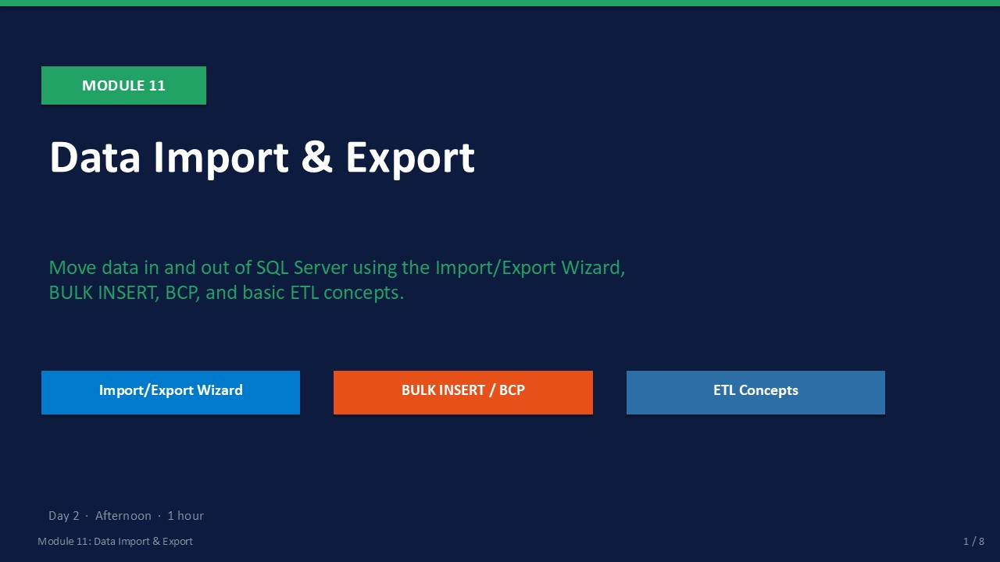 MODULE 11
Data Import & Export
Move data in and out of SQL Server using the Import/Export Wizard,
BULK INSERT, BCP, and basic ETL concepts.
Import/Export Wizard
BULK INSERT / BCP
ETL Concepts
Day 2 · Afternoon · 1 hour
Module 11: Data Import & Export
1 / 8